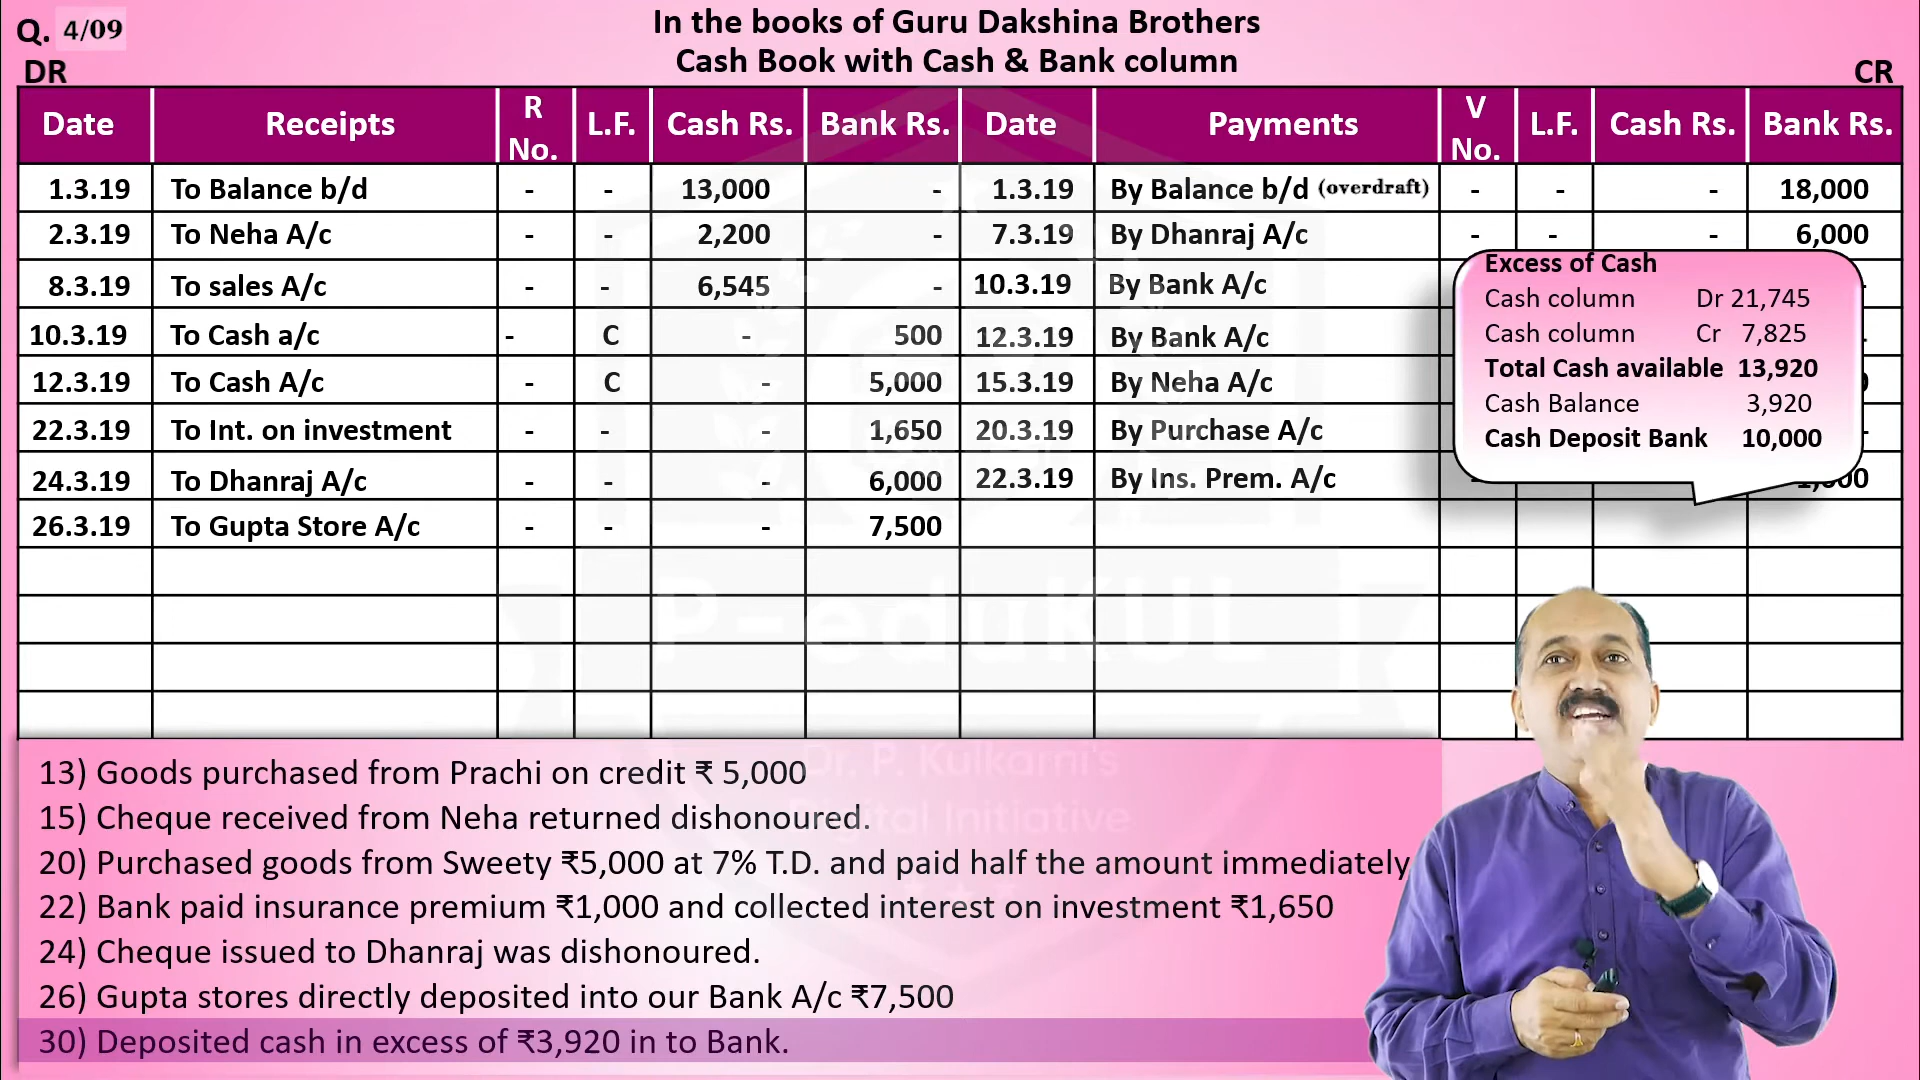 Q. 4/09
In the books of Guru Dakshina Brothers
Cash Book with Cash & Bank column
DR
CR
Date Receipts R No. L.F. Cash Rs. Bank Rs. Date Payments V No. L.F. Cash Rs. Bank Rs.
1.3.19 To Balance b/d - - 13,000 - 1.3.19 By Balance b/d (overdraft) - - - 18,000
2.3.19 To Neha A/c - - 2,200 - 7.3.19 By Dhanraj A/c - - - 6,000
8.3.19 To sales A/c - - 6,545 - 10.3.19 By Bank A/c
10.3.19 To Cash a/c - C - 500 12.3.19 By Bank A/c
12.3.19 To Cash A/c - C - 5,000 15.3.19 By Neha A/c
22.3.19 To Int. on investment - - - 1,650 20.3.19 By Purchase A/c
24.3.19 To Dhanraj A/c - - - 6,000 22.3.19 By Ins. Prem. A/c
26.3.19 To Gupta Store A/c - - - 7,500
Excess of Cash
Cash column Dr 21,745
Cash column Cr 7,825
Total Cash available 13,920
Cash Balance 3,920
Cash Deposit Bank 10,000
P-eduKUL
Dr. P. Kulkarni's
Digital Initiative
13) Goods purchased from Prachi on credit ₹ 5,000
15) Cheque received from Neha returned dishonoured.
20) Purchased goods from Sweety ₹5,000 at 7% T.D. and paid half the amount immediately
22) Bank paid insurance premium ₹1,000 and collected interest on investment ₹1,650
24) Cheque issued to Dhanraj was dishonoured.
26) Gupta stores directly deposited into our Bank A/c ₹7,500
30) Deposited cash in excess of ₹3,920 in to Bank.